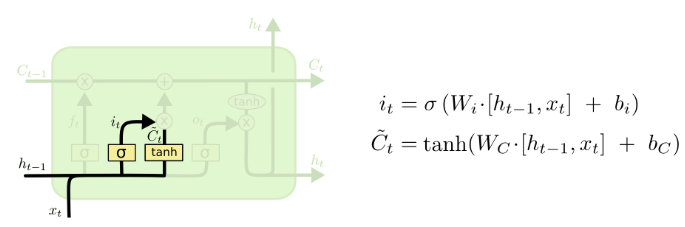 h_t
C_{t-1}
C_t
tanh
f_t
i_t
C̃_t
o_t
σ
σ
tanh
σ
h_{t-1}
h_t
x_t
i_t = σ (W_i·[h_{t-1}, x_t] + b_i)
C̃_t = tanh(W_C·[h_{t-1}, x_t] + b_C)